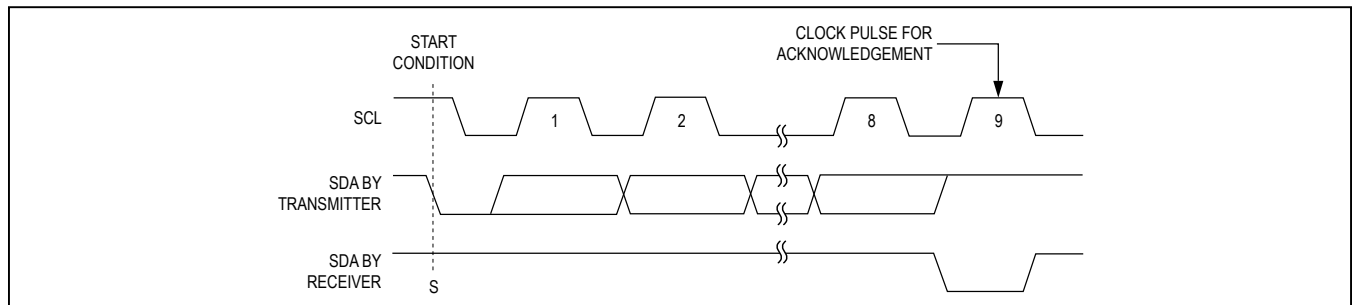 START
CONDITION
CLOCK PULSE FOR
ACKNOWLEDGEMENT
SCL
1
2
8
9
SDA BY
TRANSMITTER
SDA BY
RECEIVER
S